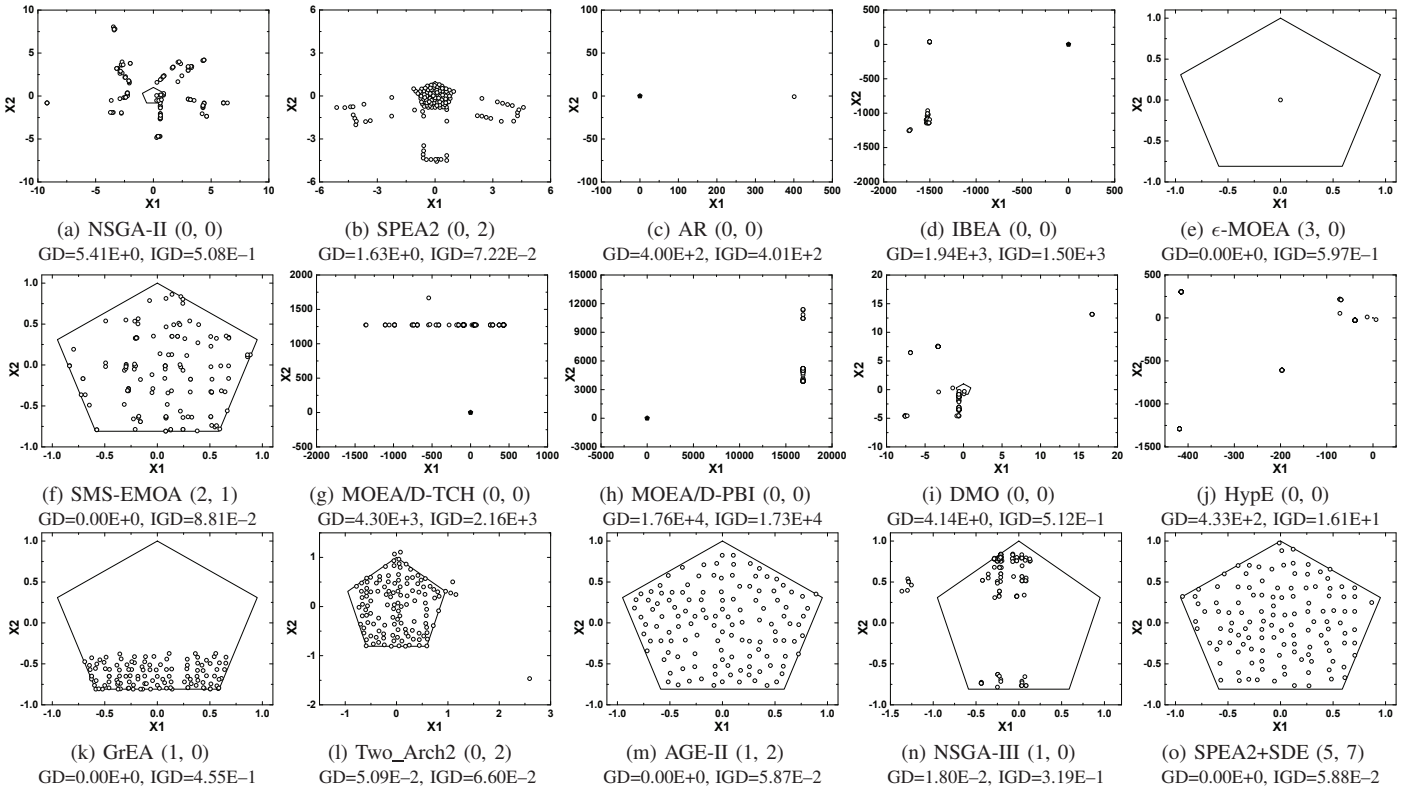 10
5
0
-5
-10
-10
-5
0
5
10
X2
X1
(a) NSGA-II (0, 0)
GD=5.41E+0, IGD=5.08E−1
6
3
0
-3
-6
-6
-3
0
3
6
X2
X1
(b) SPEA2 (0, 2)
GD=1.63E+0, IGD=7.22E−2
100
50
0
-50
-100
-100
0
100
200
300
400
500
X2
X1
(c) AR (0, 0)
GD=4.00E+2, IGD=4.01E+2
500
0
-500
-1000
-1500
-2000
-2000
-1500
-1000
-500
0
500
X2
X1
(d) IBEA (0, 0)
GD=1.94E+3, IGD=1.50E+3
1.0
0.5
0.0
-0.5
-1.0
-1.0
-0.5
0.0
0.5
1.0
X2
X1
(e) ϵ-MOEA (3, 0)
GD=0.00E+0, IGD=5.97E−1
1.0
0.5
0.0
-0.5
-1.0
-1.0
-0.5
0.0
0.5
1.0
X2
X1
(f) SMS-EMOA (2, 1)
GD=0.00E+0, IGD=8.81E−2
2000
1500
1000
500
0
-500
-2000
-1500
-1000
-500
0
500
1000
X2
X1
(g) MOEA/D-TCH (0, 0)
GD=4.30E+3, IGD=2.16E+3
15000
12000
9000
6000
3000
0
-3000
-5000
0
5000
10000
15000
20000
X2
X1
(h) MOEA/D-PBI (0, 0)
GD=1.76E+4, IGD=1.73E+4
20
15
10
5
0
-5
-10
-10
-5
0
5
10
15
20
X2
X1
(i) DMO (0, 0)
GD=4.14E+0, IGD=5.12E−1
500
0
-500
-1000
-1500
-400
-300
-200
-100
0
X2
X1
(j) HypE (0, 0)
GD=4.33E+2, IGD=1.61E+1
1.0
0.5
0.0
-0.5
-1.0
-1.0
-0.5
0.0
0.5
1.0
X2
X1
(k) GrEA (1, 0)
GD=0.00E+0, IGD=4.55E−1
1
0
-1
-2
-1
0
1
2
3
X2
X1
(l) Two_Arch2 (0, 2)
GD=5.09E−2, IGD=6.60E−2
1.0
0.5
0.0
-0.5
-1.0
-1.0
-0.5
0.0
0.5
1.0
X2
X1
(m) AGE-II (1, 2)
GD=0.00E+0, IGD=5.87E−2
1.0
0.5
0.0
-0.5
-1.0
-1.5
-1.0
-0.5
0.0
0.5
1.0
X2
X1
(n) NSGA-III (1, 0)
GD=1.80E−2, IGD=3.19E−1
1.0
0.5
0.0
-0.5
-1.0
-1.0
-0.5
0.0
0.5
1.0
X2
X1
(o) SPEA2+SDE (5, 7)
GD=0.00E+0, IGD=5.88E−2